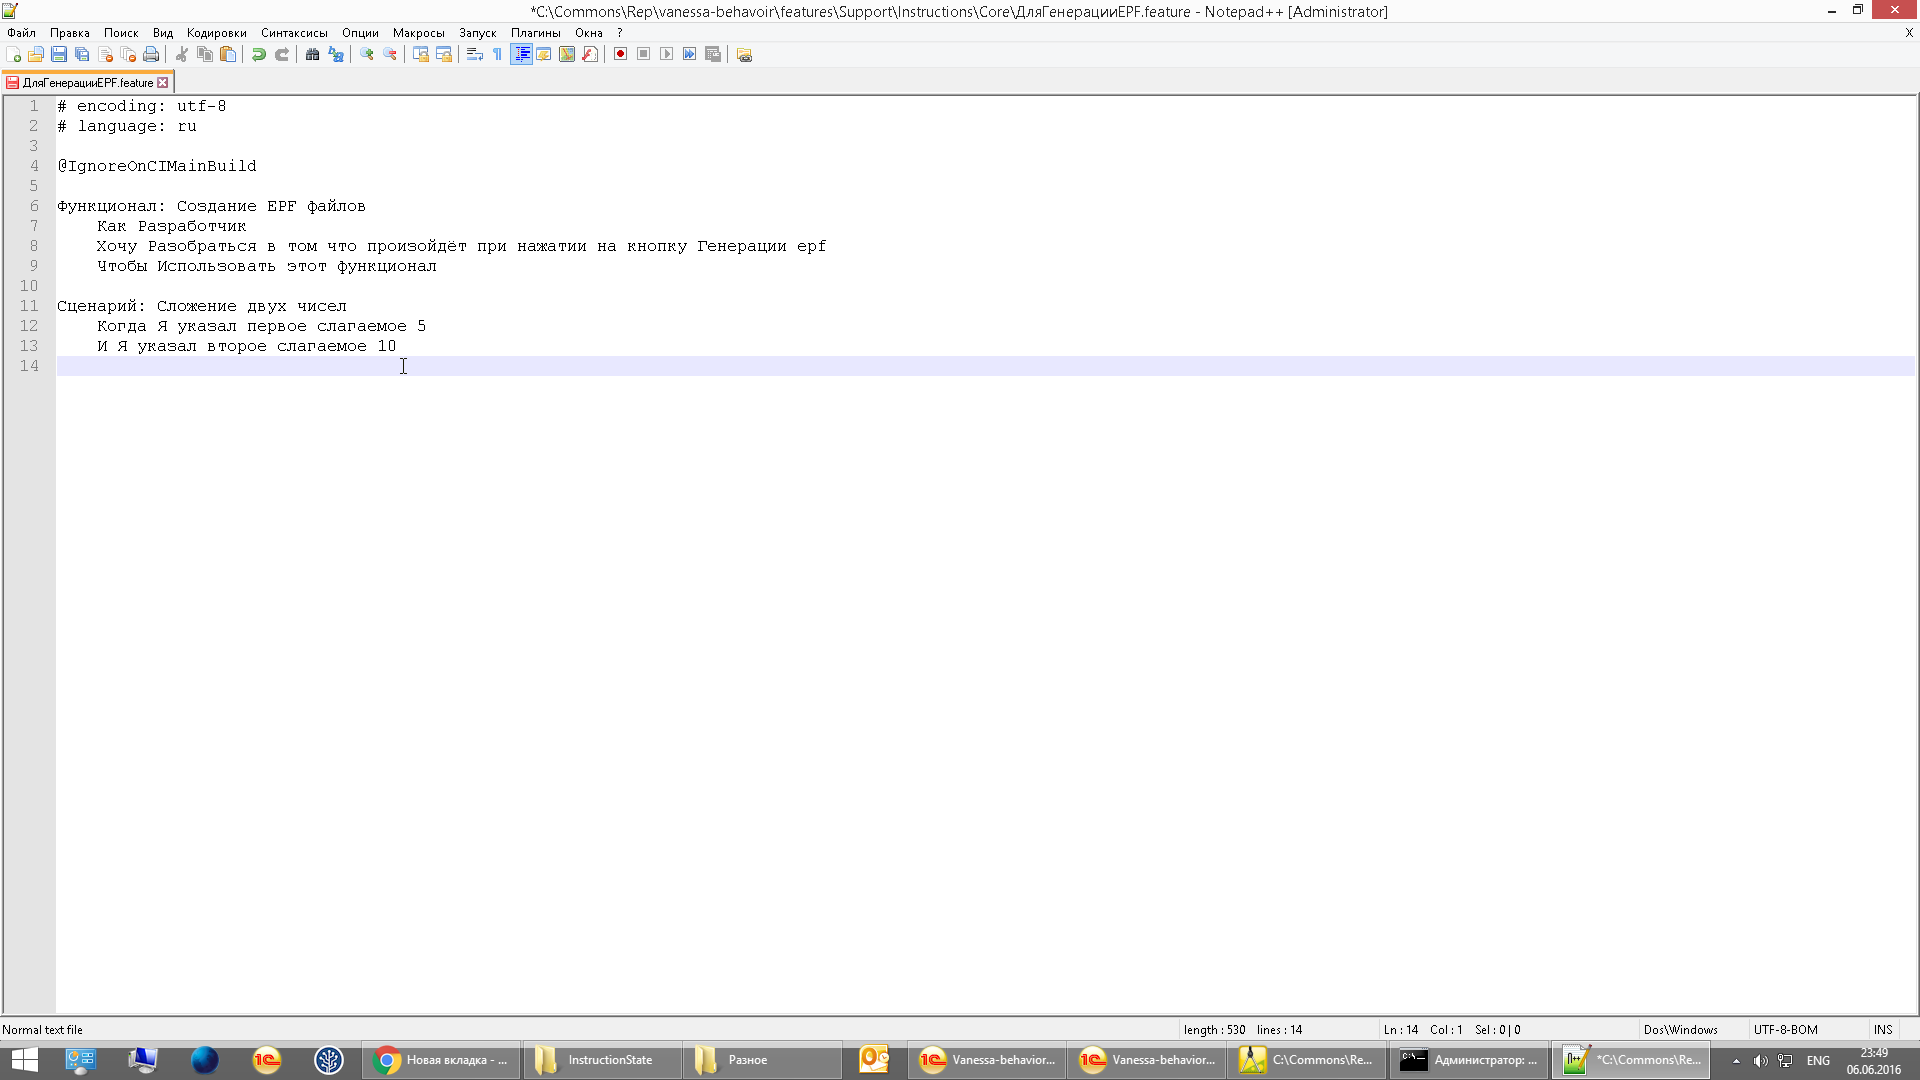 *C:\Commons\Rep\vanessa-behavoir\features\Support\Instructions\Core\ДляГенерацииEPF.feature - Notepad++ [Administrator]
Файл Правка Поиск Вид Кодировки Синтаксисы Опции Макросы Запуск Плагины Окна ? X
ДляГенерацииEPF.feature
1 # encoding: utf-8
2 # language: ru
3
4 @IgnoreOnCIMainBuild
5
6 Функционал: Создание EPF файлов
7 Как Разработчик
8 Хочу Разобраться в том что произойдёт при нажатии на кнопку Генерации epf
9 Чтобы Использовать этот функционал
10
11 Сценарий: Сложение двух чисел
12 Когда Я указал первое слагаемое 5
13 И Я указал второе слагаемое 10
14
Normal text file length : 530 lines : 14 Ln : 14 Col : 1 Sel : 0 | 0 Dos\Windows UTF-8-BOM INS
Новая вкладка - ... InstructionState Разное Vanessa-behavior... Vanessa-behavior... C:\Commons\Re... Администратор: ... *C:\Commons\Re... ENG 23:49
06.06.2016